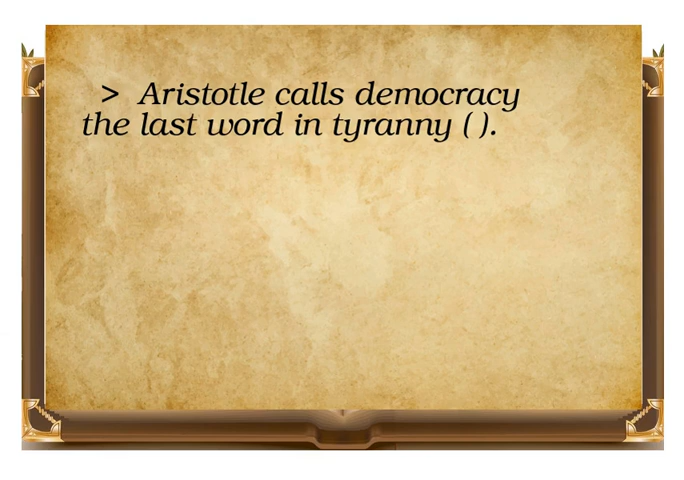 > Aristotle calls democracy
the last word in tyranny ( ).